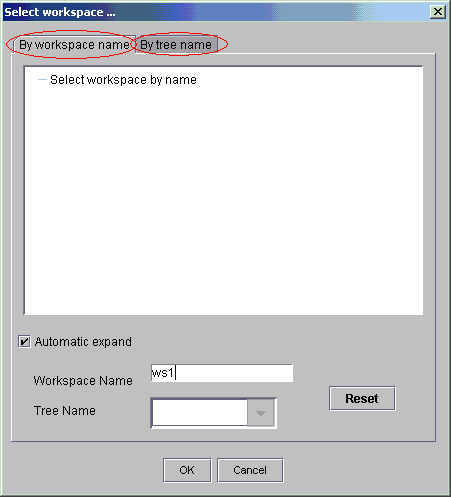 Select workspace ...
By workspace name By tree name
Select workspace by name
Automatic expand
Workspace Name ws1
Tree Name
Reset
OK Cancel